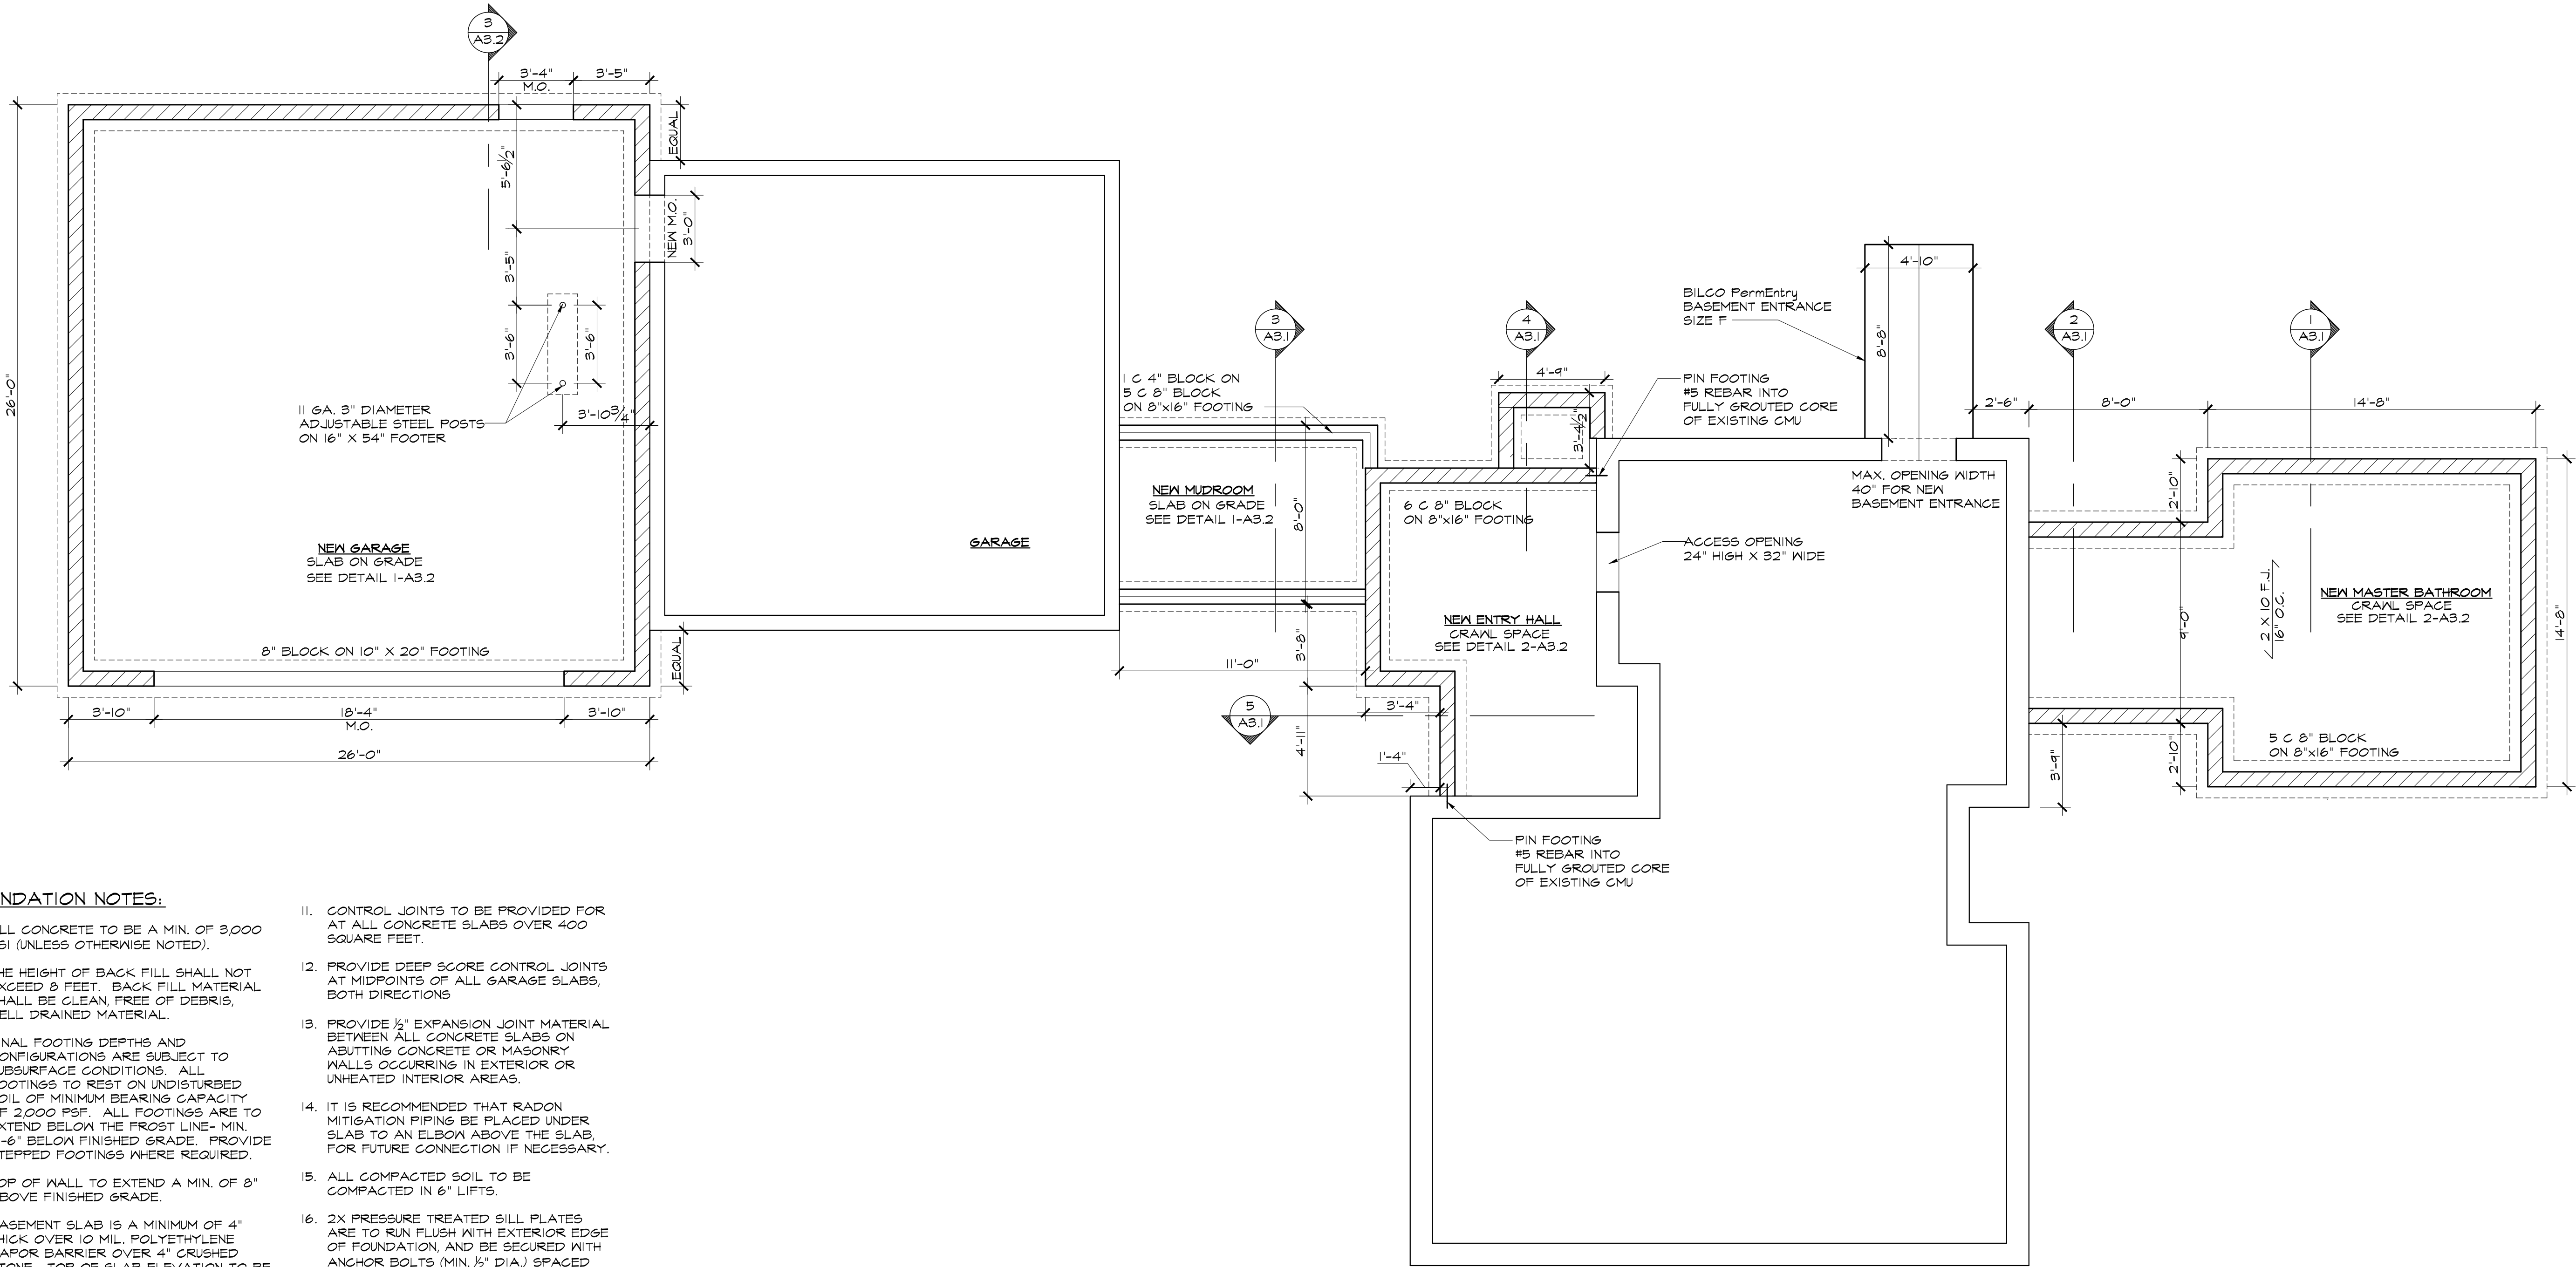 3
A3.2
3'-4"
M.O.
3'-5"
26'-0"
EQUAL
5'-6½"
NEW M.O.
3'-0"
3'-5"
3'-6"
3'-6"
11 GA. 3" DIAMETER
ADJUSTABLE STEEL POSTS
ON 16" X 54" FOOTER
3'-10¾"
NEW GARAGE
SLAB ON GRADE
SEE DETAIL 1-A3.2
8" BLOCK ON 10" X 20" FOOTING
EQUAL
3'-10"
18'-4"
M.O.
3'-10"
26'-0"
GARAGE
1 C 4" BLOCK ON
5 C 8" BLOCK
ON 8"x16" FOOTING
3
A3.1
4
A3.1
4'-9"
3'-4½"
NEW MUDROOM
SLAB ON GRADE
SEE DETAIL 1-A3.2
8'-0"
6 C 8" BLOCK
ON 8"x16" FOOTING
NEW ENTRY HALL
CRAWL SPACE
SEE DETAIL 2-A3.2
11'-0"
3'-8"
5
A3.1
3'-4"
4'-11"
1'-4"
PIN FOOTING
#5 REBAR INTO
FULLY GROUTED CORE
OF EXISTING CMU
BILCO PermEntry
BASEMENT ENTRANCE
SIZE F
PIN FOOTING
#5 REBAR INTO
FULLY GROUTED CORE
OF EXISTING CMU
ACCESS OPENING
24" HIGH X 32" WIDE
4'-10"
8'-8"
MAX. OPENING WIDTH
40" FOR NEW
BASEMENT ENTRANCE
2
A3.1
1
A3.1
2'-6"
8'-0"
14'-8"
2'-10"
9'-0"
2 X 10 F.J.
16" O.C.
NEW MASTER BATHROOM
CRAWL SPACE
SEE DETAIL 2-A3.2
14'-8"
5 C 8" BLOCK
ON 8"x16" FOOTING
2'-10"
3'-9"
NDATION NOTES:
LL CONCRETE TO BE A MIN. OF 3,000
SI (UNLESS OTHERWISE NOTED).
HE HEIGHT OF BACK FILL SHALL NOT
XCEED 8 FEET. BACK FILL MATERIAL
HALL BE CLEAN, FREE OF DEBRIS,
ELL DRAINED MATERIAL.
NAL FOOTING DEPTHS AND
ONFIGURATIONS ARE SUBJECT TO
UBSURFACE CONDITIONS. ALL
OOTINGS TO REST ON UNDISTURBED
OIL OF MINIMUM BEARING CAPACITY
F 2,000 PSF. ALL FOOTINGS ARE TO
XTEND BELOW THE FROST LINE- MIN.
-6" BELOW FINISHED GRADE. PROVIDE
TEPPED FOOTINGS WHERE REQUIRED.
OP OF WALL TO EXTEND A MIN. OF 8"
BOVE FINISHED GRADE.
ASEMENT SLAB IS A MINIMUM OF 4"
HICK OVER 10 MIL. POLYETHYLENE
APOR BARRIER OVER 4" CRUSHED
TONE. TOP OF SLAB ELEVATION TO BE
11. CONTROL JOINTS TO BE PROVIDED FOR
AT ALL CONCRETE SLABS OVER 400
SQUARE FEET.
12. PROVIDE DEEP SCORE CONTROL JOINTS
AT MIDPOINTS OF ALL GARAGE SLABS,
BOTH DIRECTIONS
13. PROVIDE ½" EXPANSION JOINT MATERIAL
BETWEEN ALL CONCRETE SLABS ON
ABUTTING CONCRETE OR MASONRY
WALLS OCCURRING IN EXTERIOR OR
UNHEATED INTERIOR AREAS.
14. IT IS RECOMMENDED THAT RADON
MITIGATION PIPING BE PLACED UNDER
SLAB TO AN ELBOW ABOVE THE SLAB,
FOR FUTURE CONNECTION IF NECESSARY.
15. ALL COMPACTED SOIL TO BE
COMPACTED IN 6" LIFTS.
16. 2X PRESSURE TREATED SILL PLATES
ARE TO RUN FLUSH WITH EXTERIOR EDGE
OF FOUNDATION, AND BE SECURED WITH
ANCHOR BOLTS (MIN. ½" DIA.) SPACED